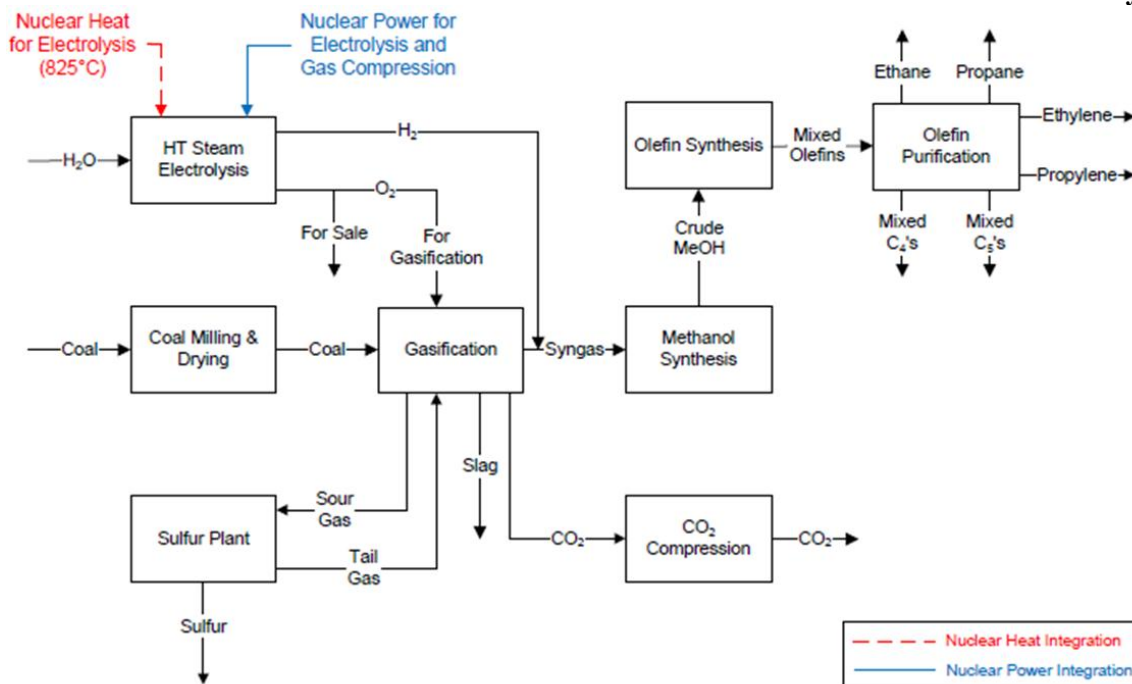 Nuclear Heat
for Electrolysis
(825°C)
Nuclear Power for
Electrolysis and
Gas Compression
Ethane
Propane
H₂O
HT Steam
Electrolysis
H₂
O₂
For Sale
For
Gasification
Olefin Synthesis
Mixed
Olefins
Olefin
Purification
Ethylene
Propylene
Mixed
C₄'s
Mixed
C₅'s
Crude
MeOH
Coal
Coal Milling &
Drying
Coal
Gasification
Syngas
Methanol
Synthesis
Sour
Gas
Slag
Sulfur Plant
Tail
Gas
CO₂
CO₂
Compression
CO₂
Sulfur
Nuclear Heat Integration
Nuclear Power Integration